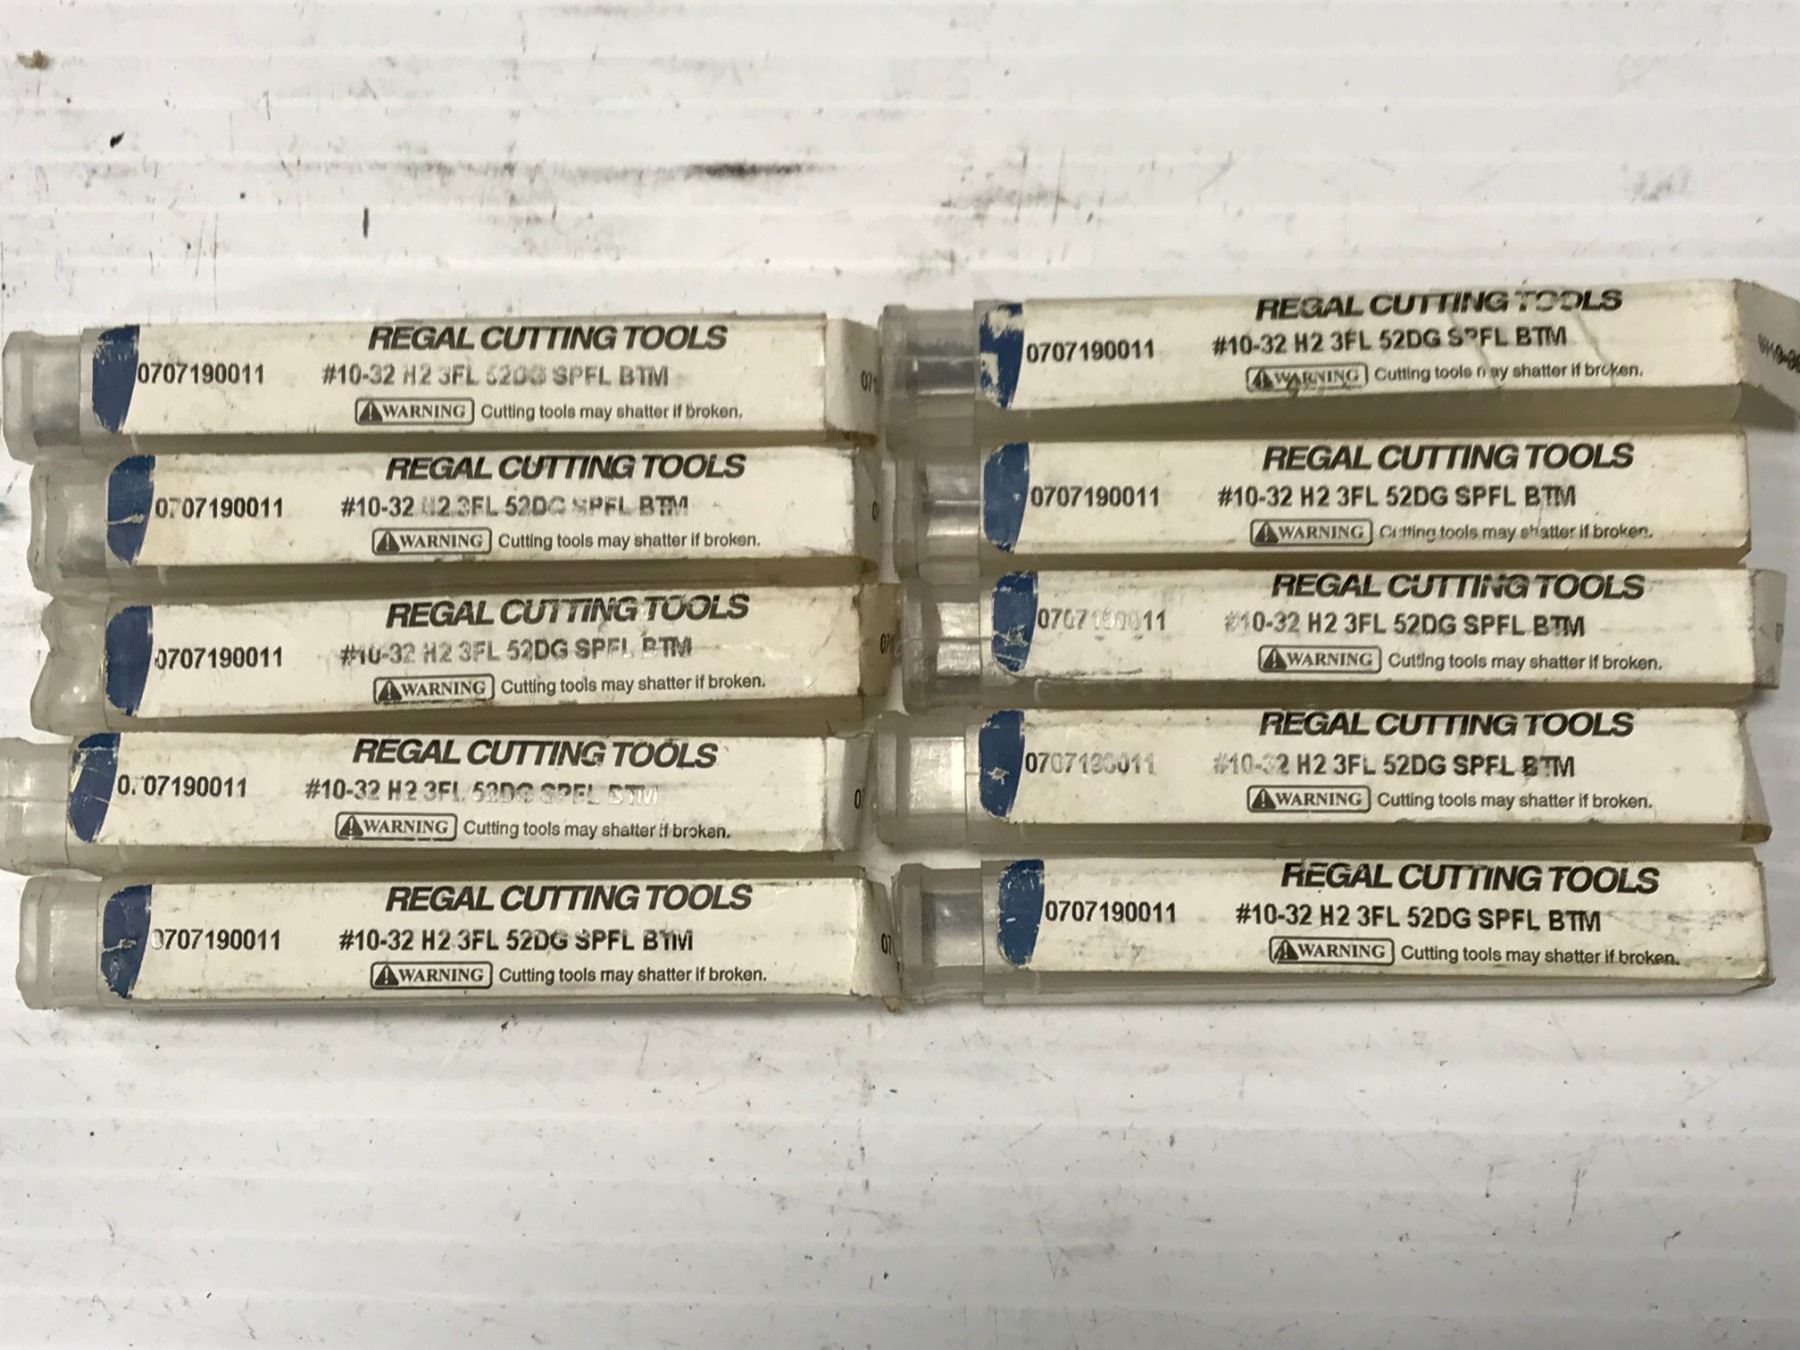 REGAL CUTTING TOOLS
0707190011 #10-32 H2 3FL 52DG SPFL BTM
WARNING Cutting tools may shatter if broken.
REGAL CUTTING TOOLS
0707190011 #10-32 H2 3FL 52DG SPFL BTM
WARNING Cutting tools may shatter if broken.
REGAL CUTTING TOOLS
0707190011 #10-32 H2 3FL 52DG SPFL BTM
WARNING Cutting tools may shatter if broken.
REGAL CUTTING TOOLS
0707190011 #10-32 H2 3FL 52DG SPFL BTM
WARNING Cutting tools may shatter if broken.
REGAL CUTTING TOOLS
0707190011 #10-32 H2 3FL 52DG SPFL BTM
WARNING Cutting tools may shatter if broken.
REGAL CUTTING TOOLS
0707190011 #10-32 H2 3FL 52DG SPFL BTM
WARNING Cutting tools may shatter if broken.
REGAL CUTTING TOOLS
0707190011 #10-32 H2 3FL 52DG SPFL BTM
WARNING Cutting tools may shatter if broken.
REGAL CUTTING TOOLS
0707190011 #10-32 H2 3FL 52DG SPFL BTM
WARNING Cutting tools may shatter if broken.
REGAL CUTTING TOOLS
0707190011 #10-32 H2 3FL 52DG SPFL BTM
WARNING Cutting tools may shatter if broken.
REGAL CUTTING TOOLS
0707190011 #10-32 H2 3FL 52DG SPFL BTM
WARNING Cutting tools may shatter if broken.